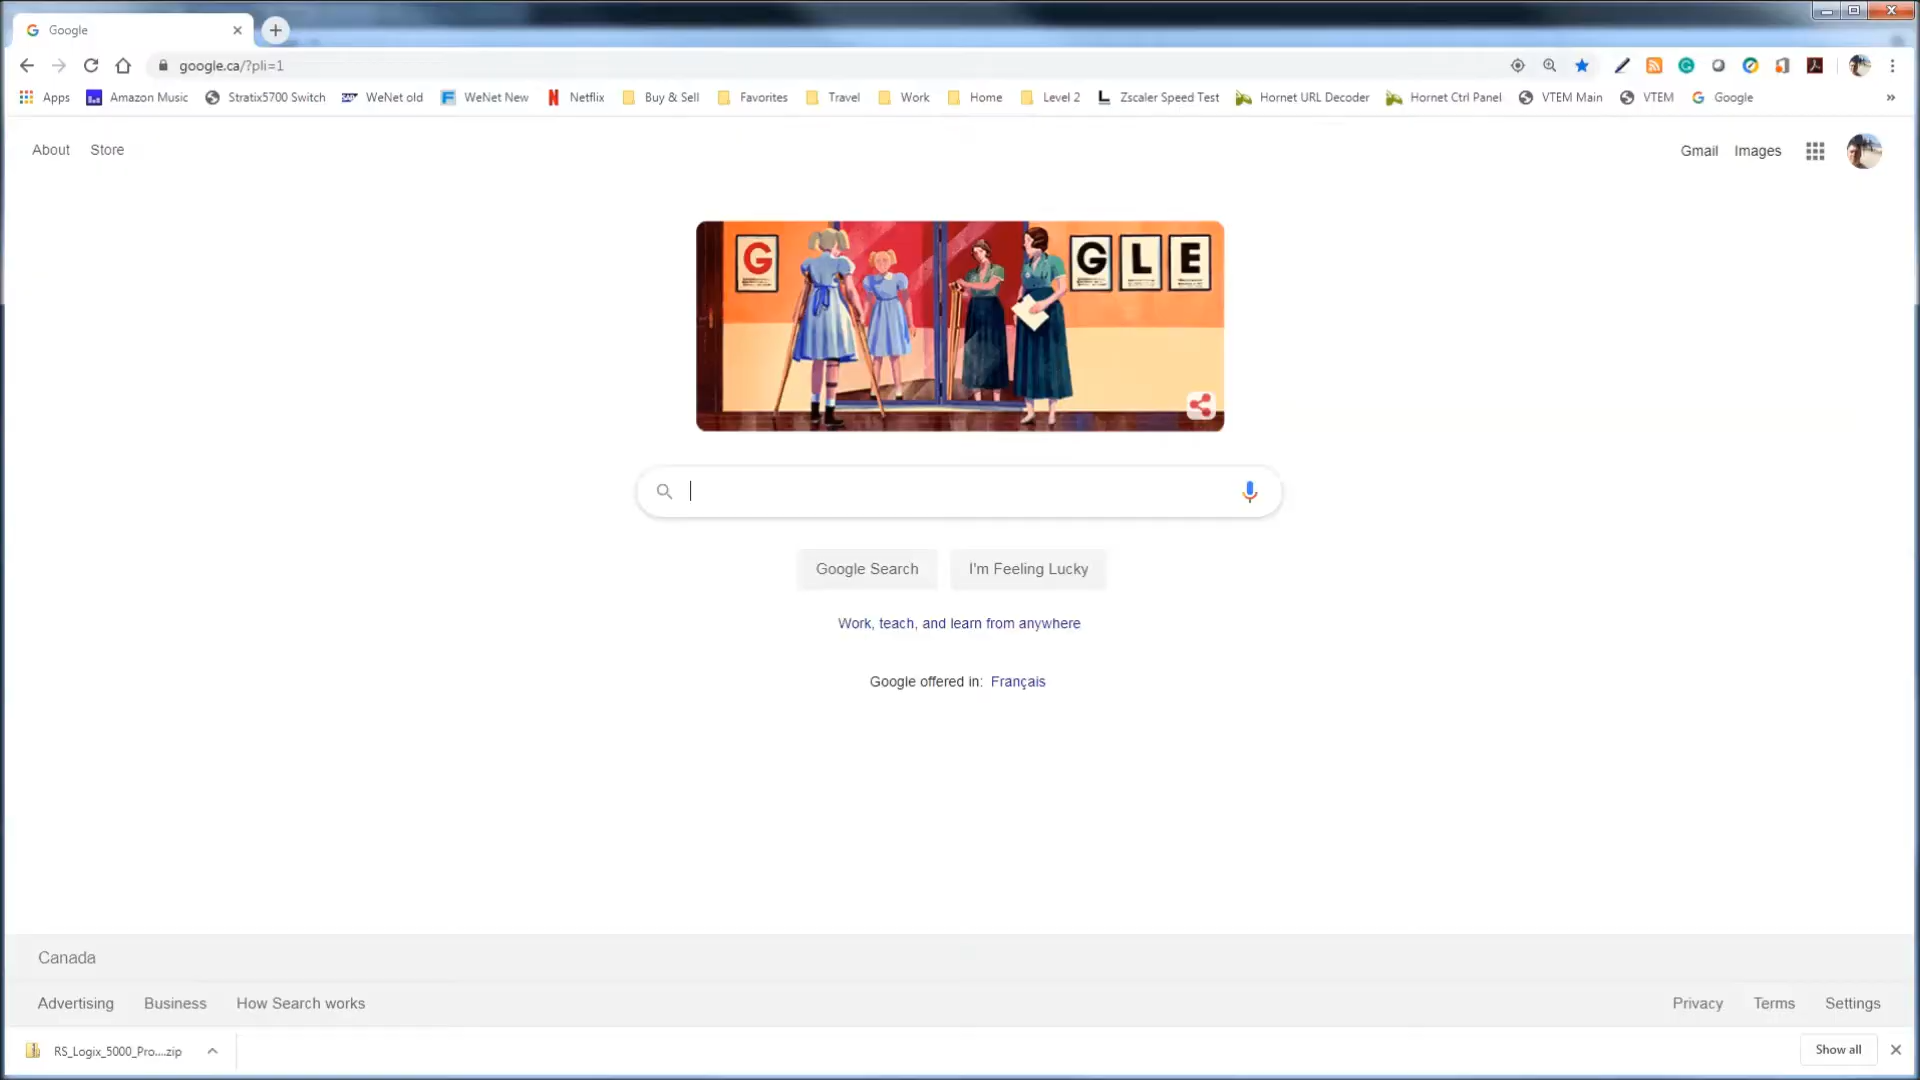 Google
google.ca/?pli=1
Apps Amazon Music Stratix5700 Switch WeNet old WeNet New Netflix Buy & Sell Favorites Travel Work Home Level 2 Zscaler Speed Test Hornet URL Decoder Hornet Ctrl Panel VTEM Main VTEM Google »
About Store Gmail Images
G G L E
Google Search I'm Feeling Lucky
Work, teach, and learn from anywhere
Google offered in: Français
Canada
Advertising Business How Search works Privacy Terms Settings
RS_Logix_5000_Pro....zip Show all